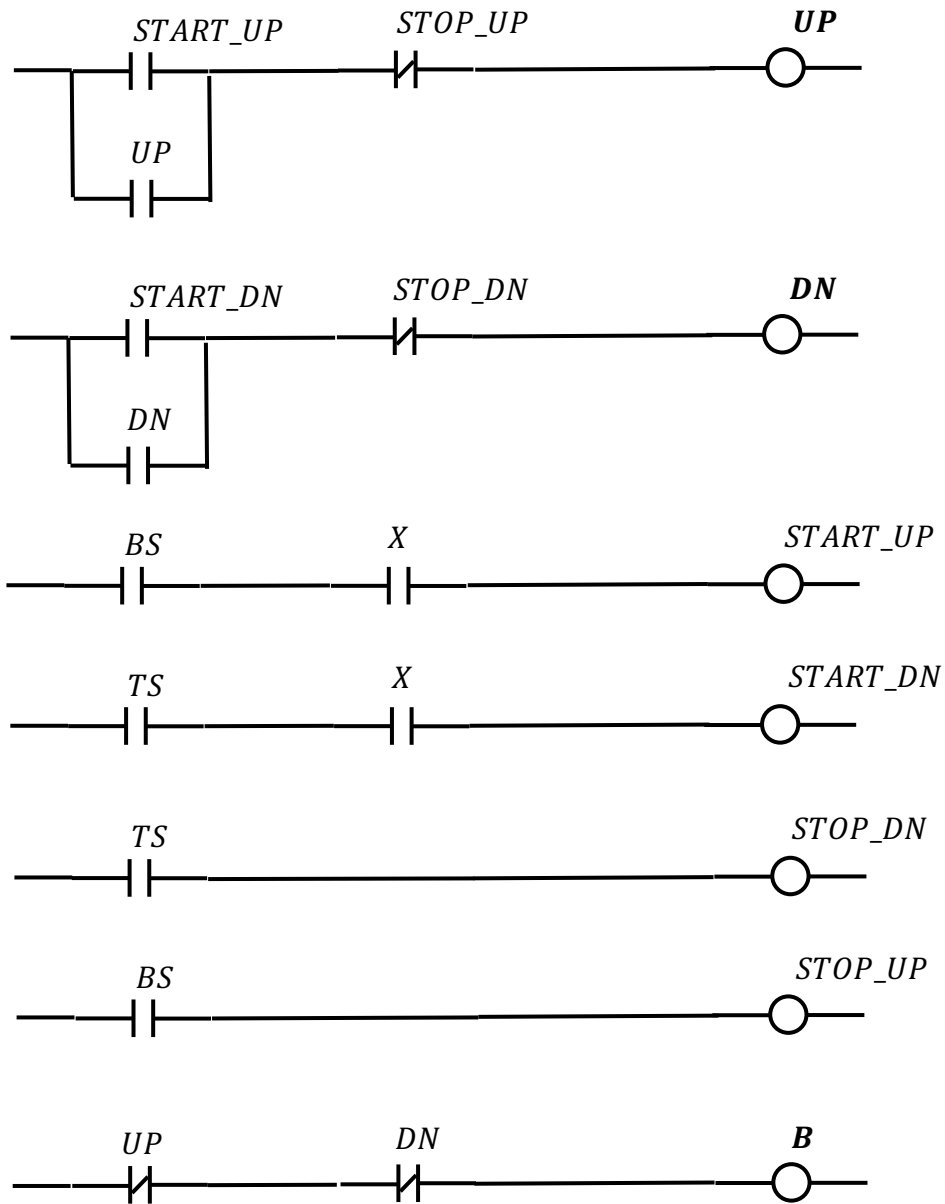 START_UP STOP_UP UP
UP
START_DN STOP_DN DN
DN
BS X START_UP
TS X START_DN
TS STOP_DN
BS STOP_UP
UP DN B